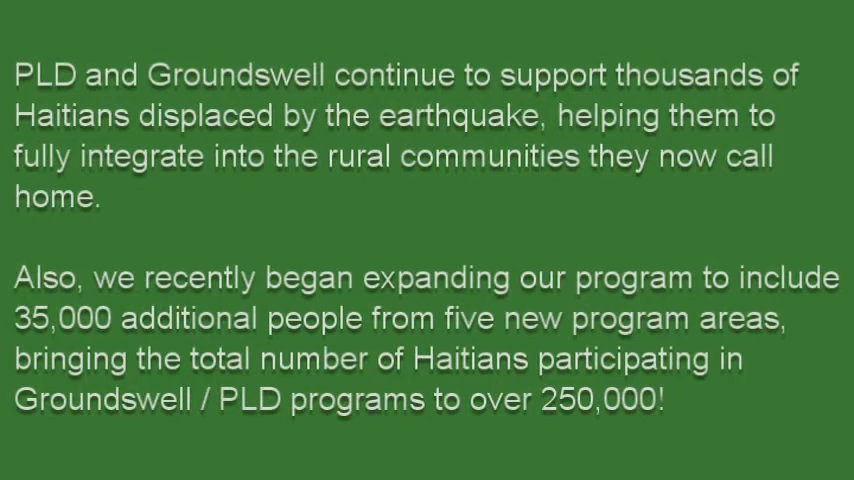 PLD and Groundswell continue to support thousands of
Haitians displaced by the earthquake, helping them to
fully integrate into the rural communities they now call
home.
Also, we recently began expanding our program to include
35,000 additional people from five new program areas,
bringing the total number of Haitians participating in
Groundswell / PLD programs to over 250,000!